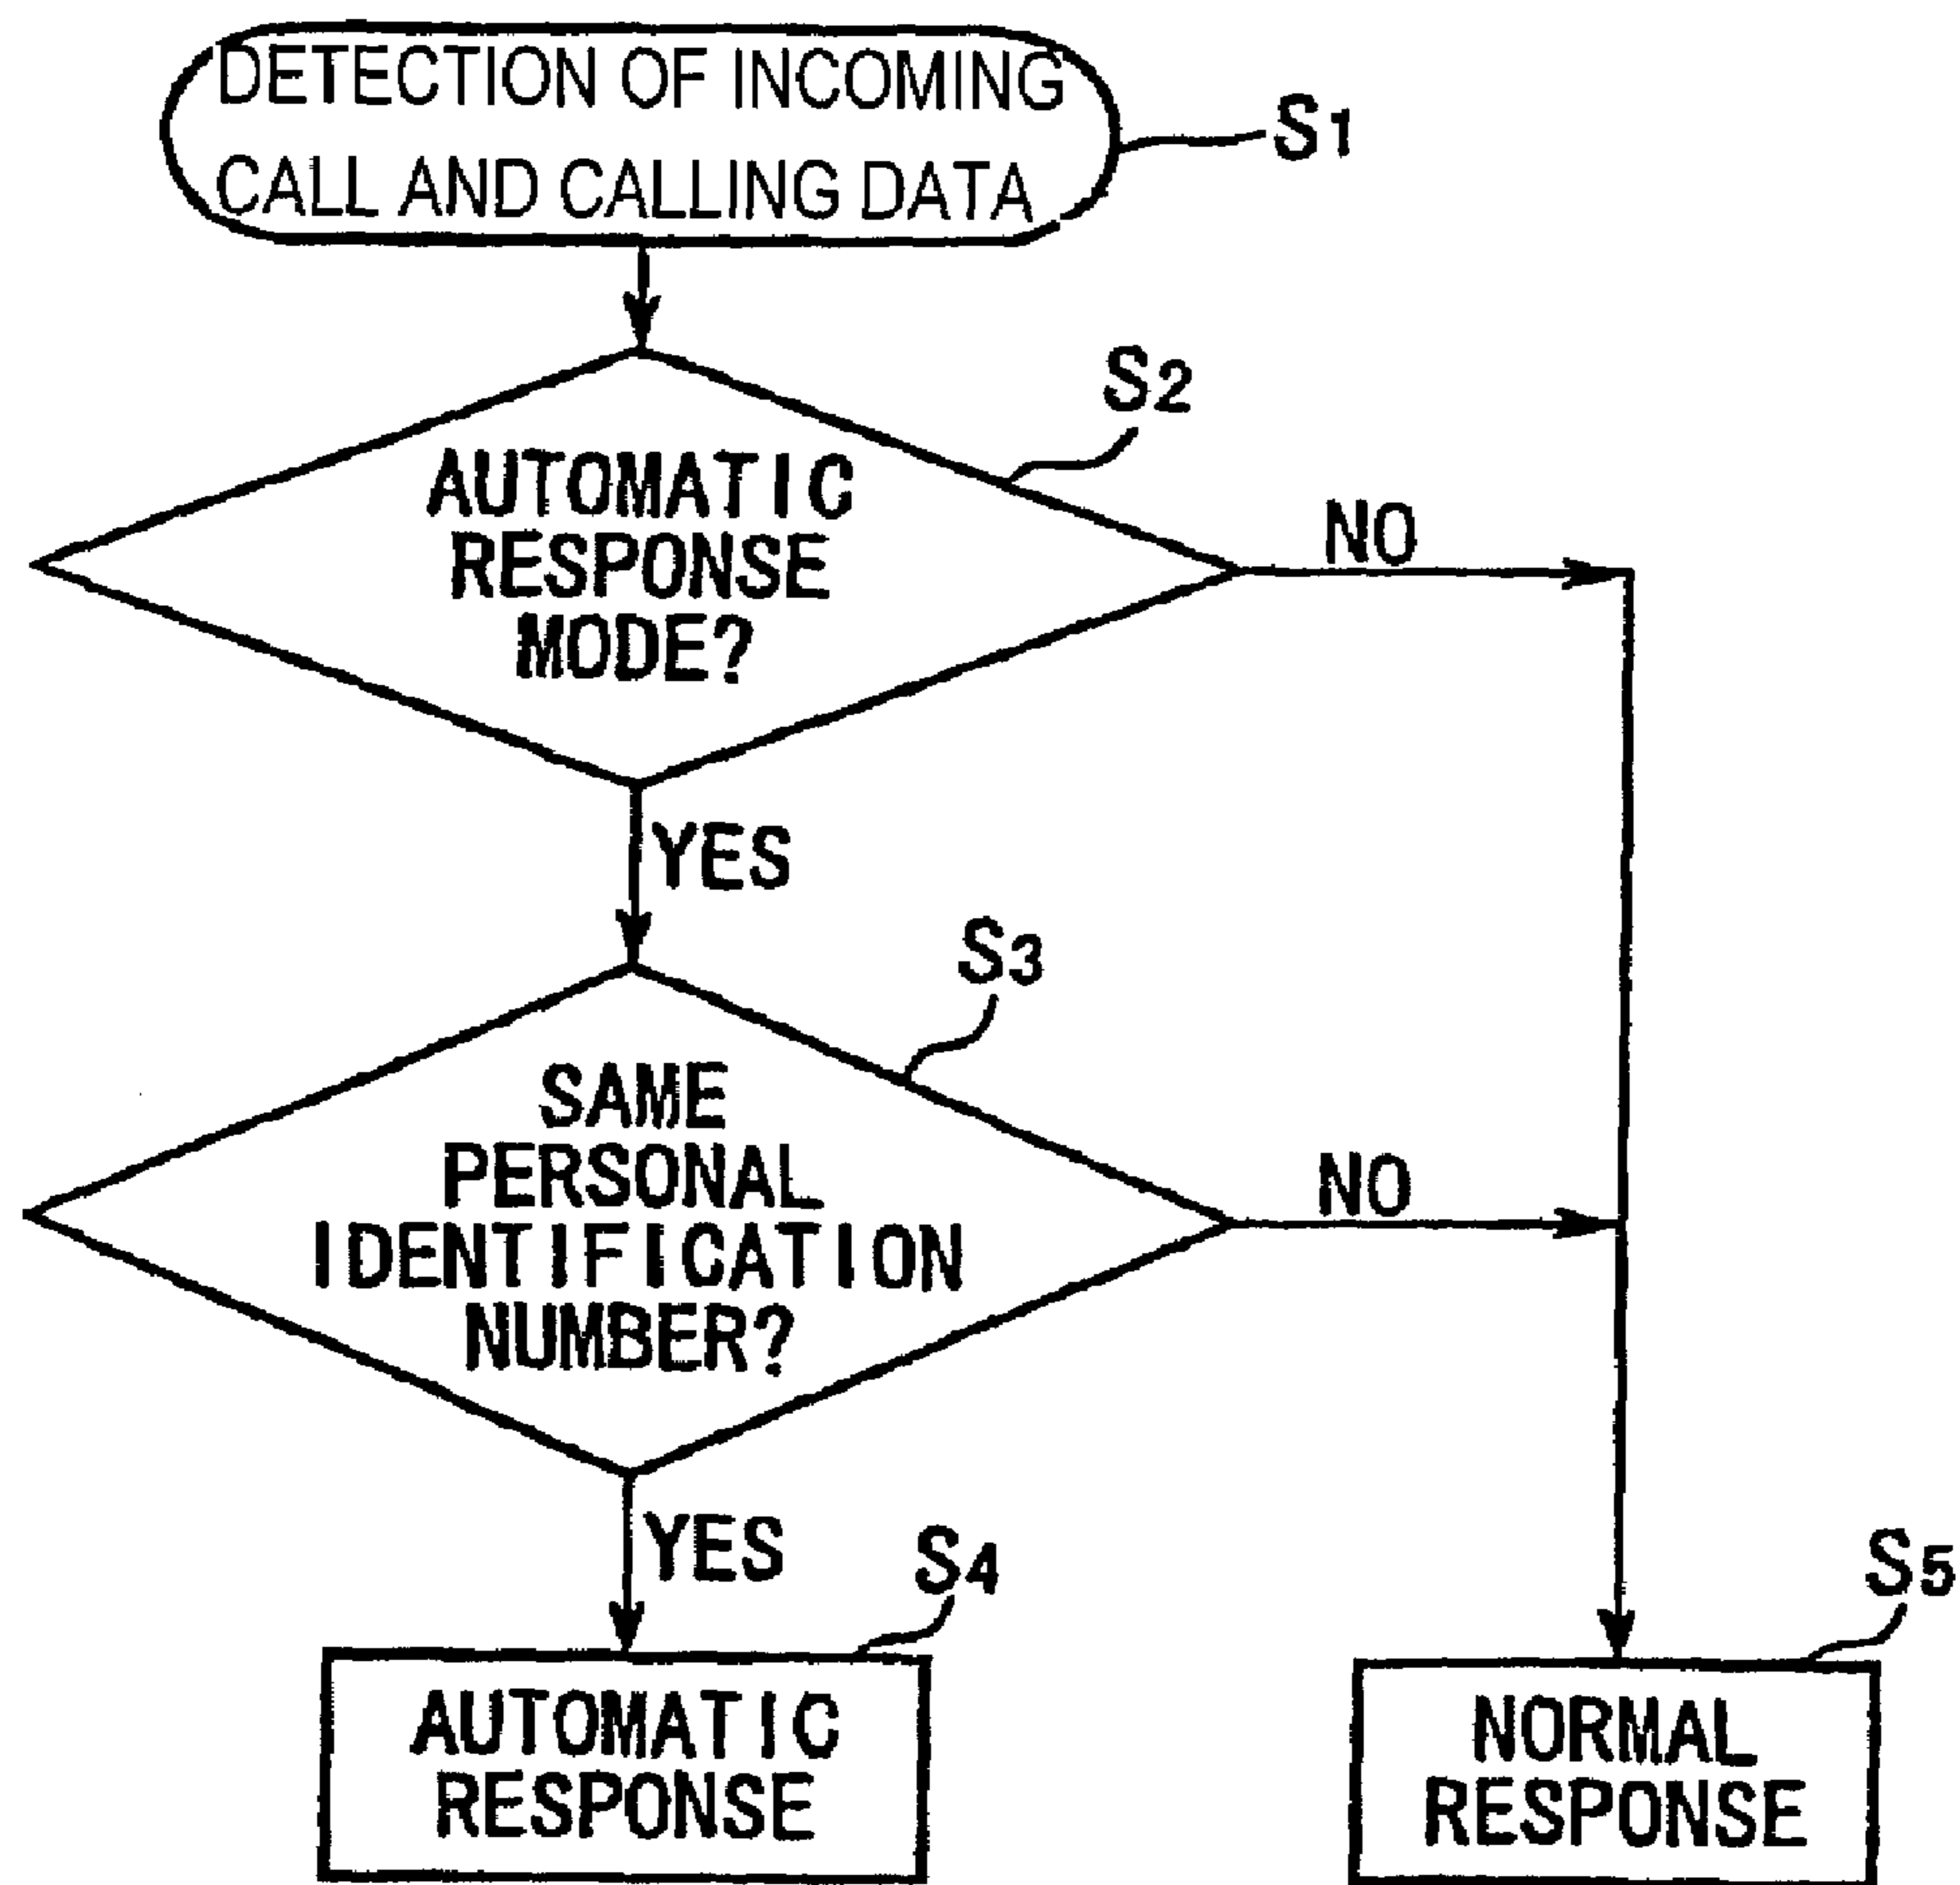 DETECTION OF INCOMING
CALL AND CALLING DATA
S1
S2
AUTOMATIC
RESPONSE
MODE?
NO
YES
S3
SAME
PERSONAL
IDENTIFICATION
NUMBER?
NO
YES
S4
S5
AUTOMATIC
RESPONSE
NORMAL
RESPONSE